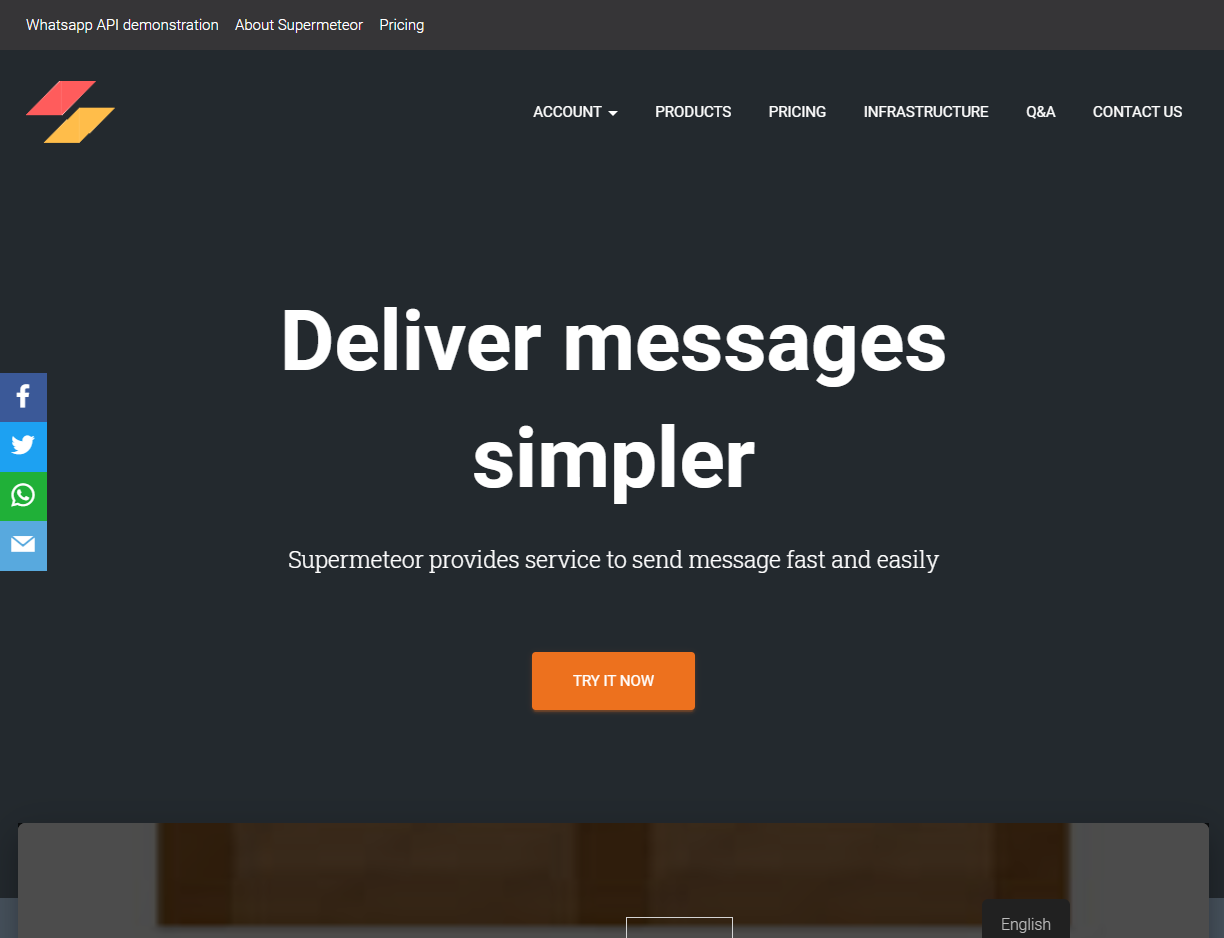 Whatsapp API demonstration About Supermeteor Pricing
ACCOUNT PRODUCTS PRICING INFRASTRUCTURE Q&A CONTACT US
Deliver messages
simpler
Supermeteor provides service to send message fast and easily
TRY IT NOW
English